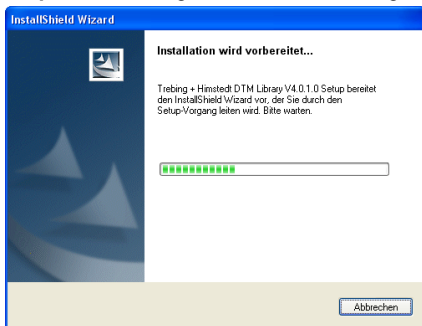 InstallShield Wizard
Installation wird vorbereitet...
Trebing + Himstedt DTM Library V4.0.1.0 Setup bereitet
den InstallShield Wizard vor, der Sie durch den
Setup-Vorgang leiten wird. Bitte warten.
Abbrechen